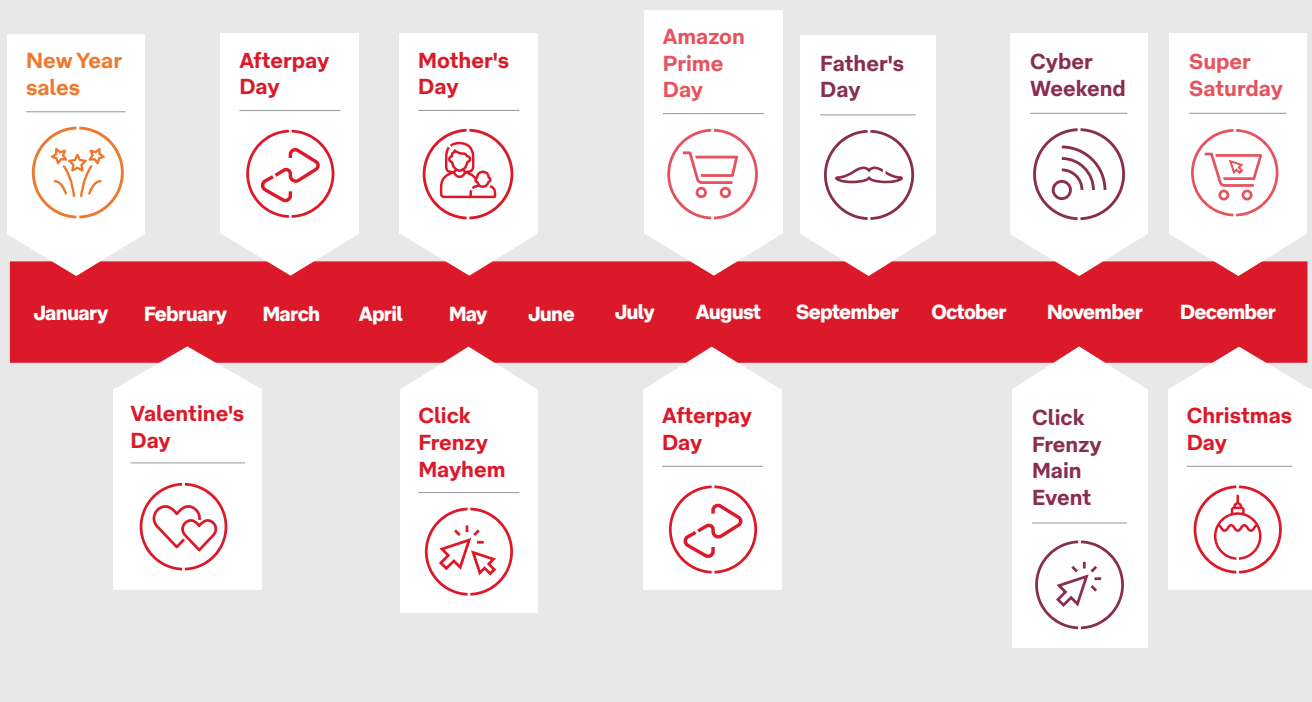 New Year
sales
Afterpay
Day
Mother's
Day
Amazon
Prime
Day
Father's
Day
Cyber
Weekend
Super
Saturday
January
February
March
April
May
June
July
August
September
October
November
December
Valentine's
Day
Click
Frenzy
Mayhem
Afterpay
Day
Click
Frenzy
Main
Event
Christmas
Day